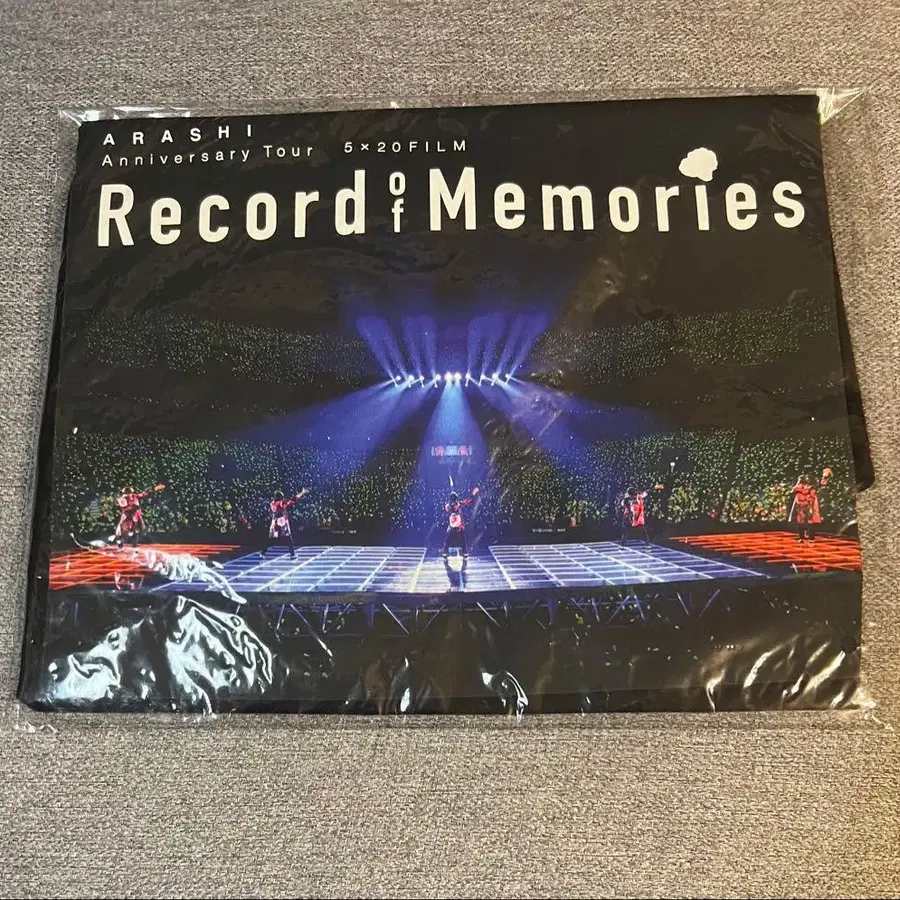 ARASHI
Anniversary Tour 5×20FILM
Record of Memories